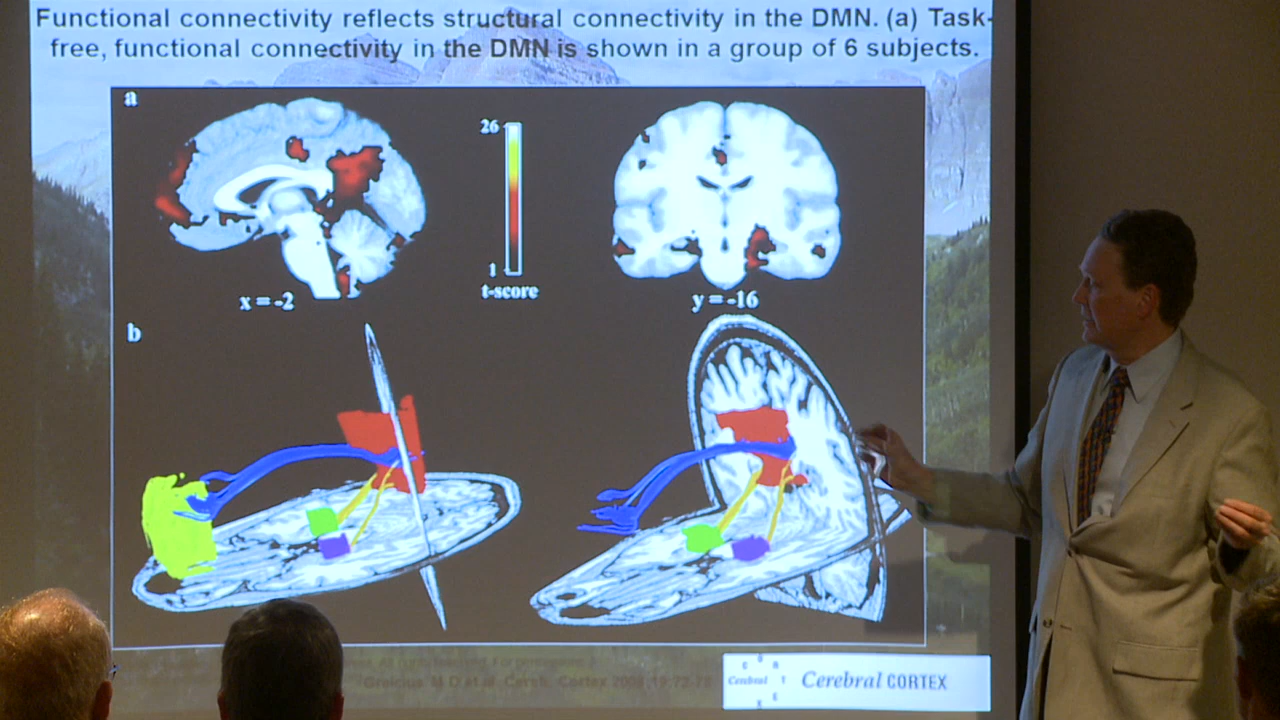 Functional connectivity reflects structural connectivity in the DMN. (a) Task-
free, functional connectivity in the DMN is shown in a group of 6 subjects.
a
26
1
t-score
x = -2
y = -16
b
Cerebral
Cerebral CORTEX